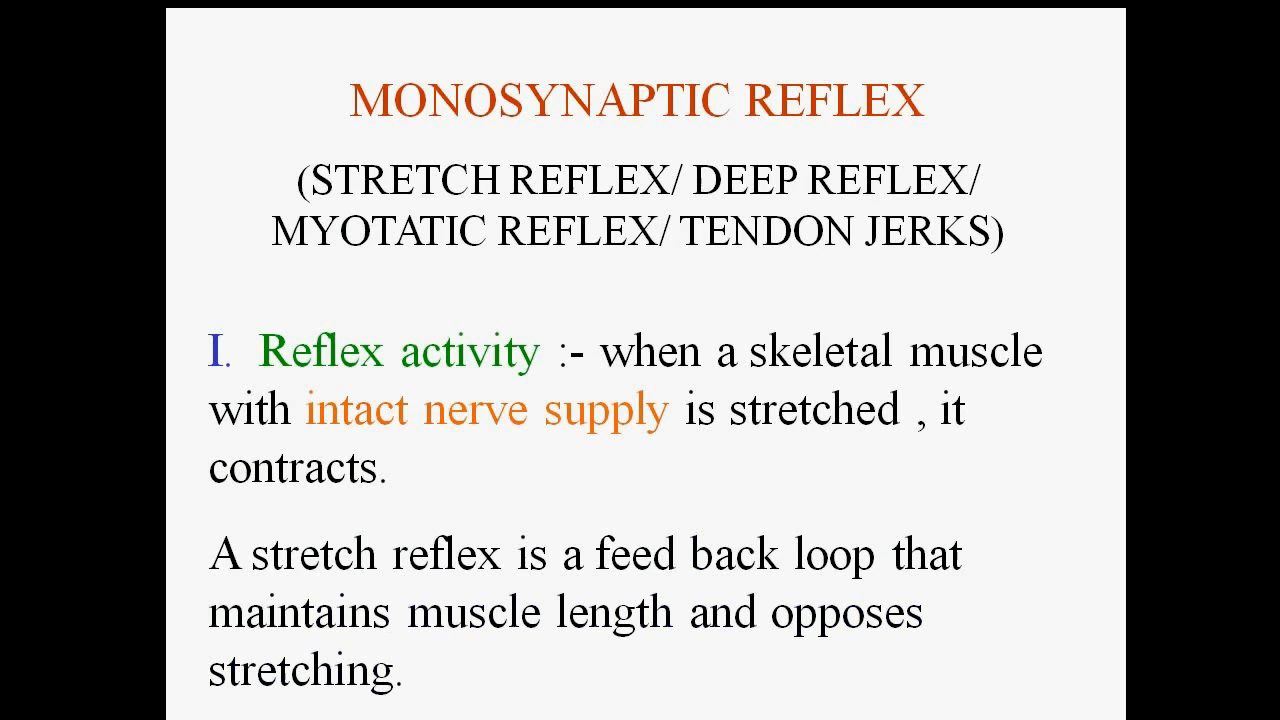 MONOSYNAPTIC REFLEX
(STRETCH REFLEX/ DEEP REFLEX/
MYOTATIC REFLEX/ TENDON JERKS)
I. Reflex activity :- when a skeletal muscle
with intact nerve supply is stretched , it
contracts.
A stretch reflex is a feed back loop that
maintains muscle length and opposes
stretching.